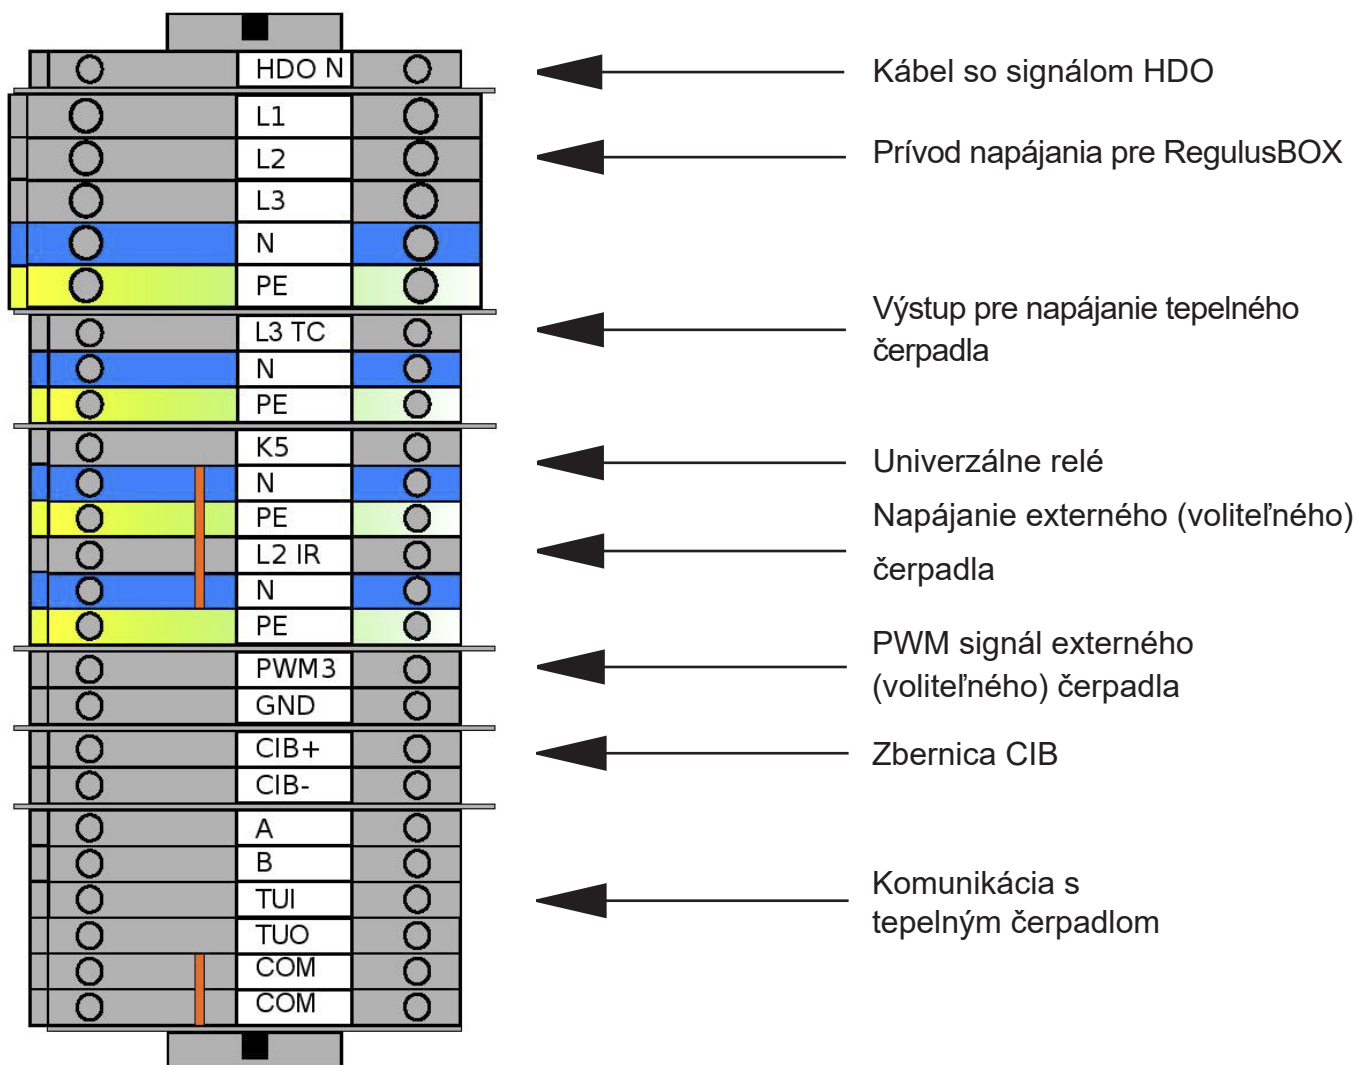 HDO N
Kábel so signálom HDO
L1
L2
Prívod napájania pre RegulusBOX
L3
N
PE
L3 TC
Výstup pre napájanie tepelného
čerpadla
N
PE
K5
Univerzálne relé
N
PE
L2 IR
Napájanie externého (voliteľného)
čerpadla
N
PE
PWM3
PWM signál externého
(voliteľného) čerpadla
GND
CIB+
Zbernica CIB
CIB-
A
B
TUI
Komunikácia s
tepelným čerpadlom
TUO
COM
COM